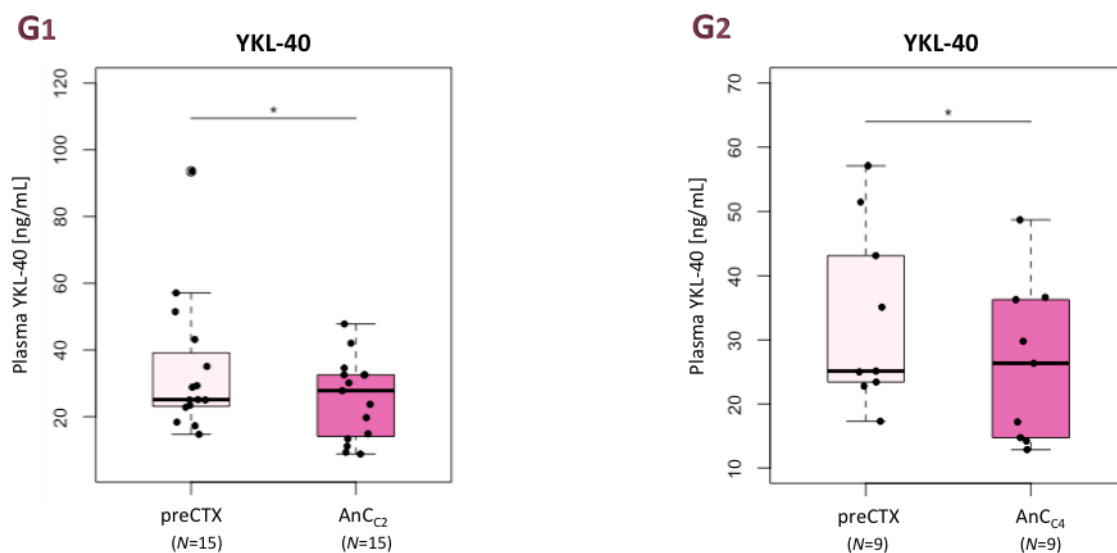 G1
YKL-40
Plasma YKL-40 [ng/mL]
120
100
80
60
40
20
*
preCTX
(N=15)
AnCC2
(N=15)
G2
YKL-40
Plasma YKL-40 [ng/mL]
70
60
50
40
30
20
10
*
preCTX
(N=9)
AnCC4
(N=9)